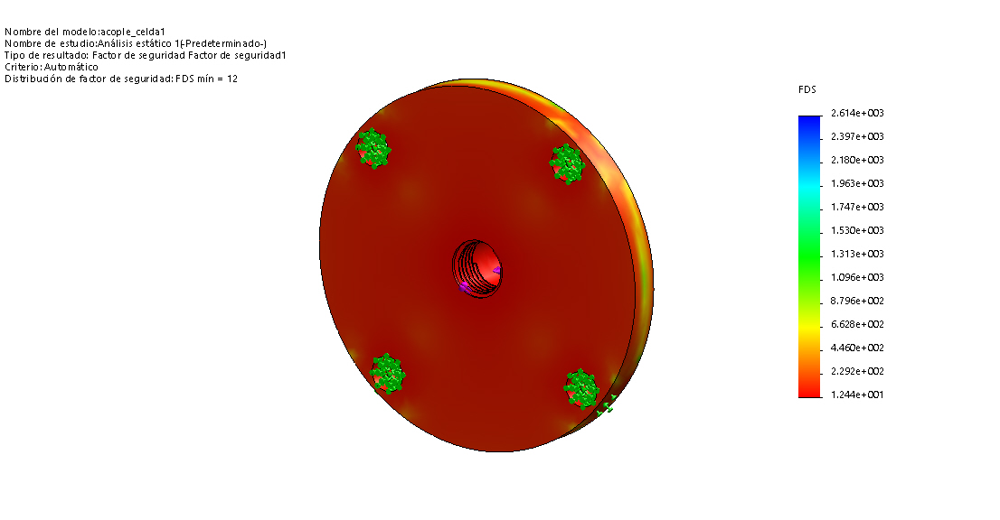 Nombre del modelo:acople_celda1
Nombre de estudio:Análisis estático 1(-Predeterminado-)
Tipo de resultado: Factor de seguridad Factor de seguridad1
Criterio: Automático
Distribución de factor de seguridad: FDS mín = 12
FDS
2.614e+003
2.397e+003
2.180e+003
1.963e+003
1.747e+003
1.530e+003
1.313e+003
1.096e+003
8.796e+002
6.628e+002
4.460e+002
2.292e+002
1.244e+001